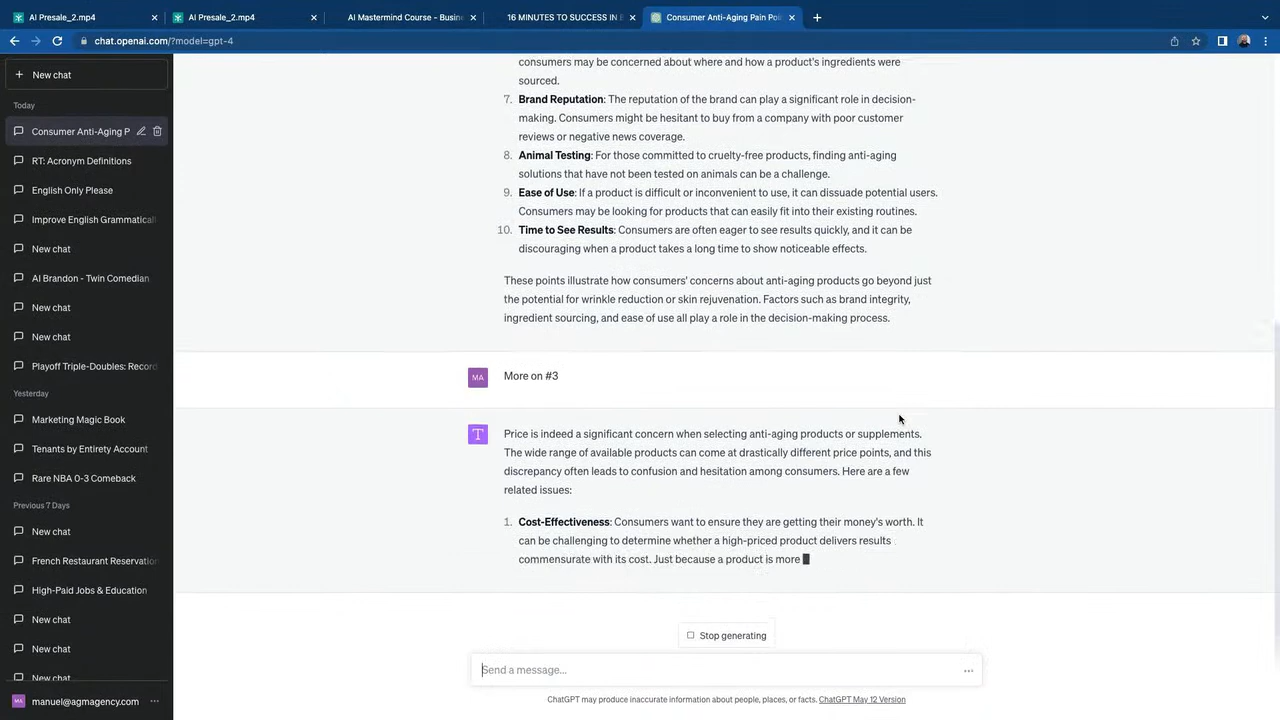 AI Presale_2.mp4
AI Presale_2.mp4
AI Mastermind Course - Busine
16 MINUTES TO SUCCESS IN
Consumer Anti-Aging Pain Poi
chat.openai.com/?model=gpt-4
New chat
Today
Consumer Anti-Aging P
RT: Acronym Definitions
English Only Please
Improve English Grammatical
New chat
AI Brandon - Twin Comedian
New chat
New chat
Playoff Triple-Doubles: Record
Yesterday
Marketing Magic Book
Tenants by Entirety Account
Rare NBA 0-3 Comeback
Previous 7 Days
New chat
French Restaurant Reservation
High-Paid Jobs & Education
New chat
New chat
New chat
MA manuel@agmagency.com
consumers may be concerned about where and how a product's ingredients were
sourced.
7. Brand Reputation: The reputation of the brand can play a significant role in decision-
making. Consumers might be hesitant to buy from a company with poor customer
reviews or negative news coverage.
8. Animal Testing: For those committed to cruelty-free products, finding anti-aging
solutions that have not been tested on animals can be a challenge.
9. Ease of Use: If a product is difficult or inconvenient to use, it can dissuade potential users.
Consumers may be looking for products that can easily fit into their existing routines.
10. Time to See Results: Consumers are often eager to see results quickly, and it can be
discouraging when a product takes a long time to show noticeable effects.
These points illustrate how consumers' concerns about anti-aging products go beyond just
the potential for wrinkle reduction or skin rejuvenation. Factors such as brand integrity,
ingredient sourcing, and ease of use all play a role in the decision-making process.
MA More on #3
Price is indeed a significant concern when selecting anti-aging products or supplements.
The wide range of available products can come at drastically different price points, and this
discrepancy often leads to confusion and hesitation among consumers. Here are a few
related issues:
1. Cost-Effectiveness: Consumers want to ensure they are getting their money's worth. It
can be challenging to determine whether a high-priced product delivers results
commensurate with its cost. Just because a product is more
Stop generating
Send a message...
ChatGPT may produce inaccurate information about people, places, or facts. ChatGPT May 12 Version